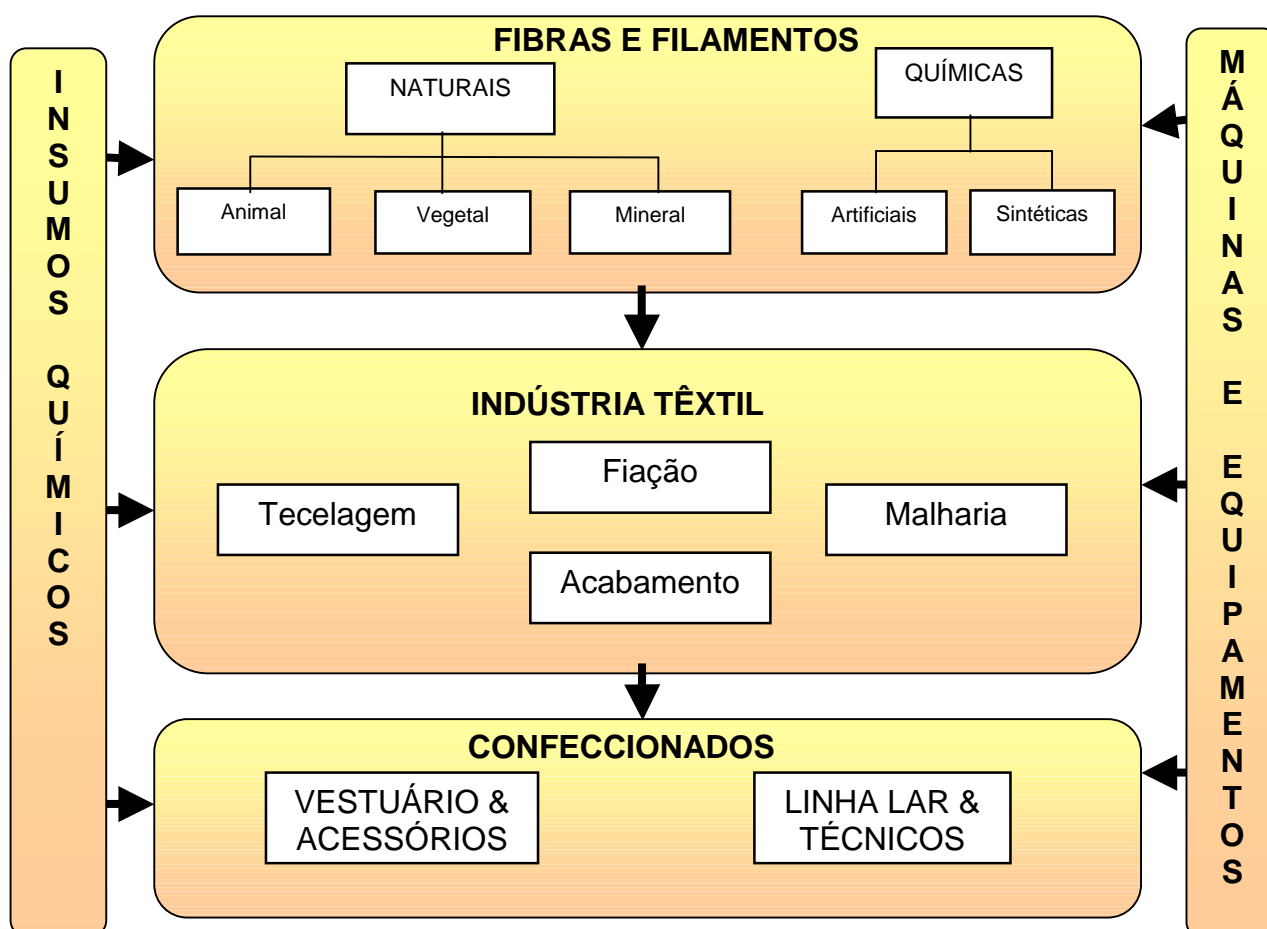 INSUMOS QUÍMICOS
FIBRAS E FILAMENTOS
NATURAIS
QUÍMICAS
Animal
Vegetal
Mineral
Artificiais
Sintéticas
INDÚSTRIA TÊXTIL
Fiação
Tecelagem
Malharia
Acabamento
CONFECCIONADOS
VESTUÁRIO &
ACESSÓRIOS
LINHA LAR &
TÉCNICOS
MÁQUINAS E EQUIPAMENTOS